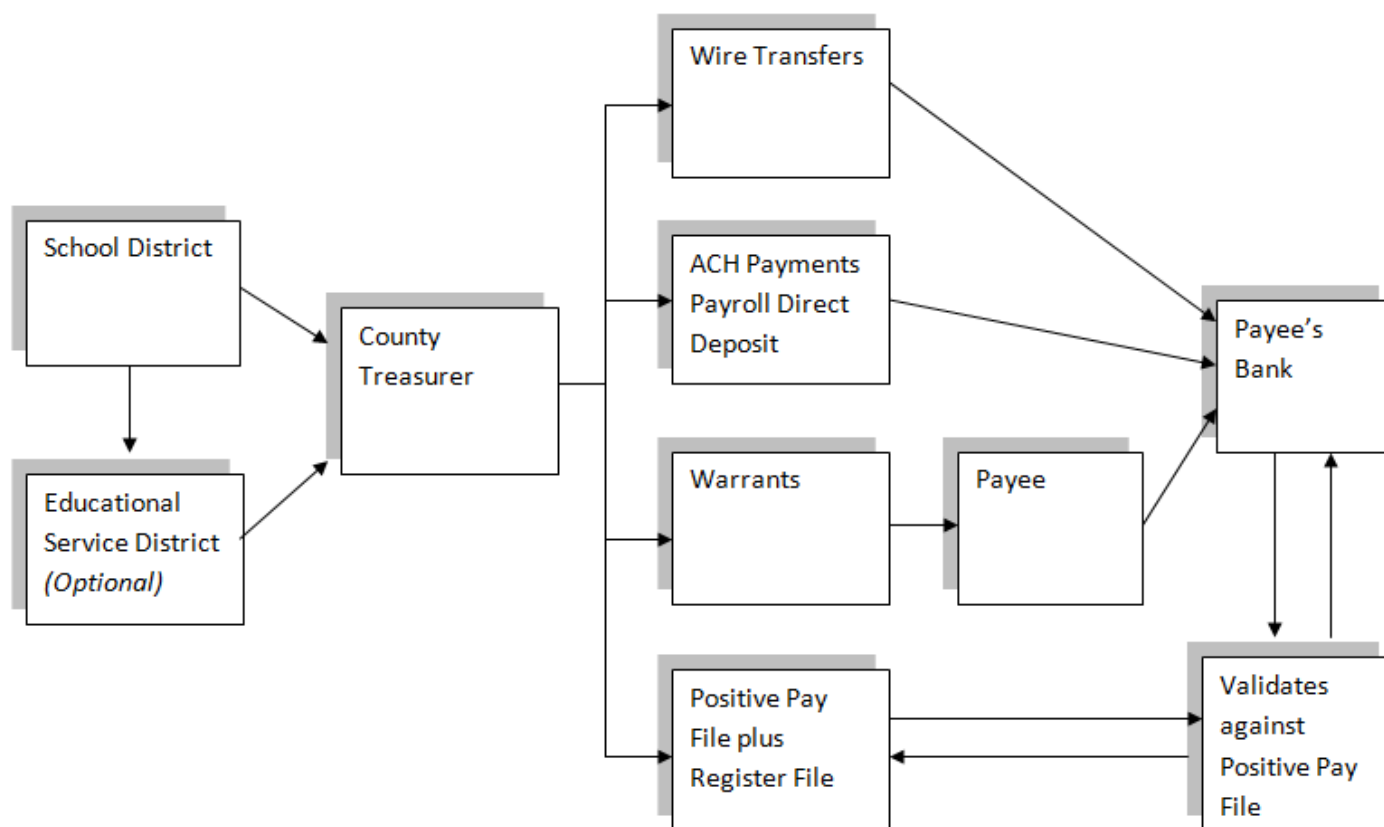 Wire Transfers
School District
ACH Payments
Payroll Direct
Deposit
County
Treasurer
Payee’s
Bank
Educational
Service District
(Optional)
Warrants
Payee
Positive Pay
File plus
Register File
Validates
against
Positive Pay
File